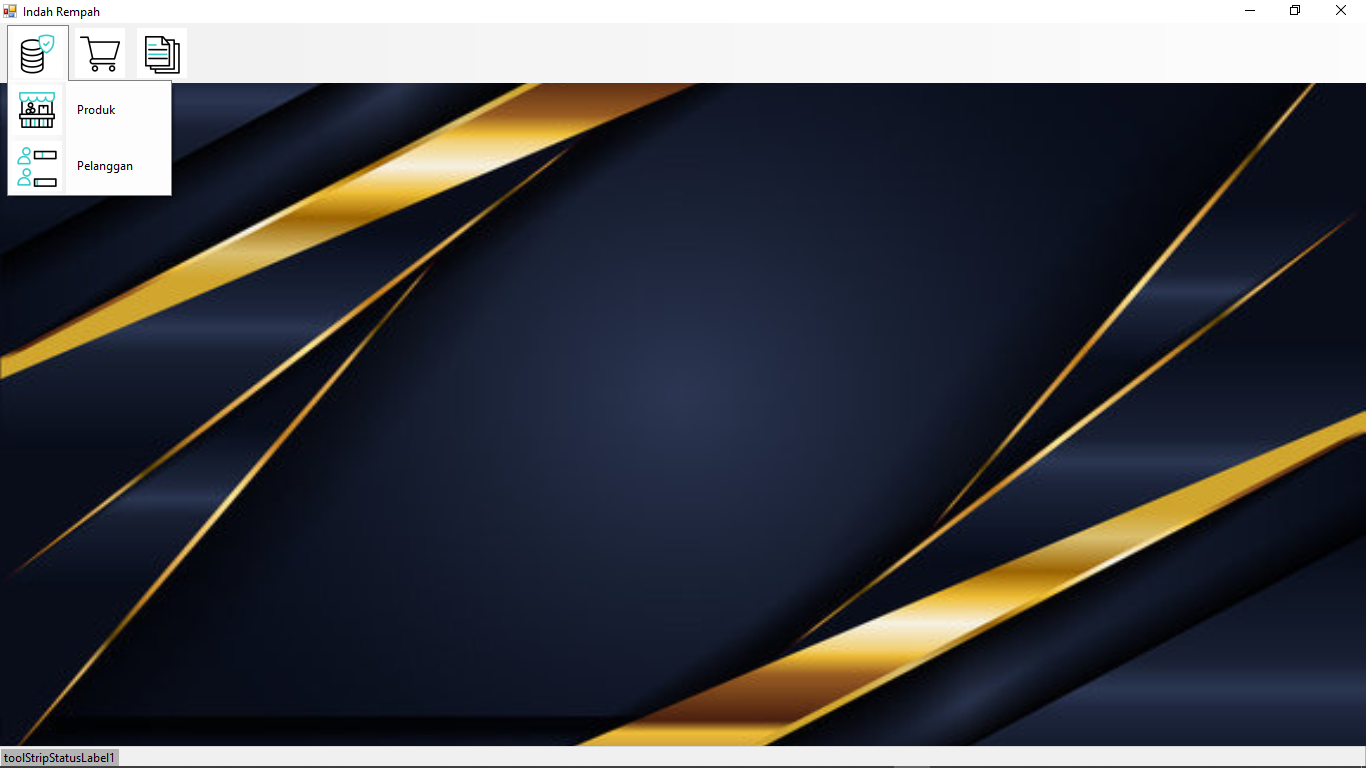 Indah Rempah
Produk
Pelanggan
toolStripStatusLabel1